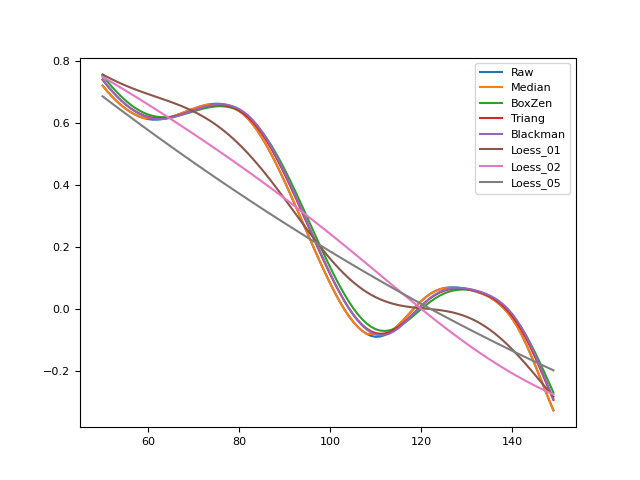 0.8
0.6
0.4
0.2
0.0
−0.2
60
80
100
120
140
Raw
Median
BoxZen
Triang
Blackman
Loess_01
Loess_02
Loess_05